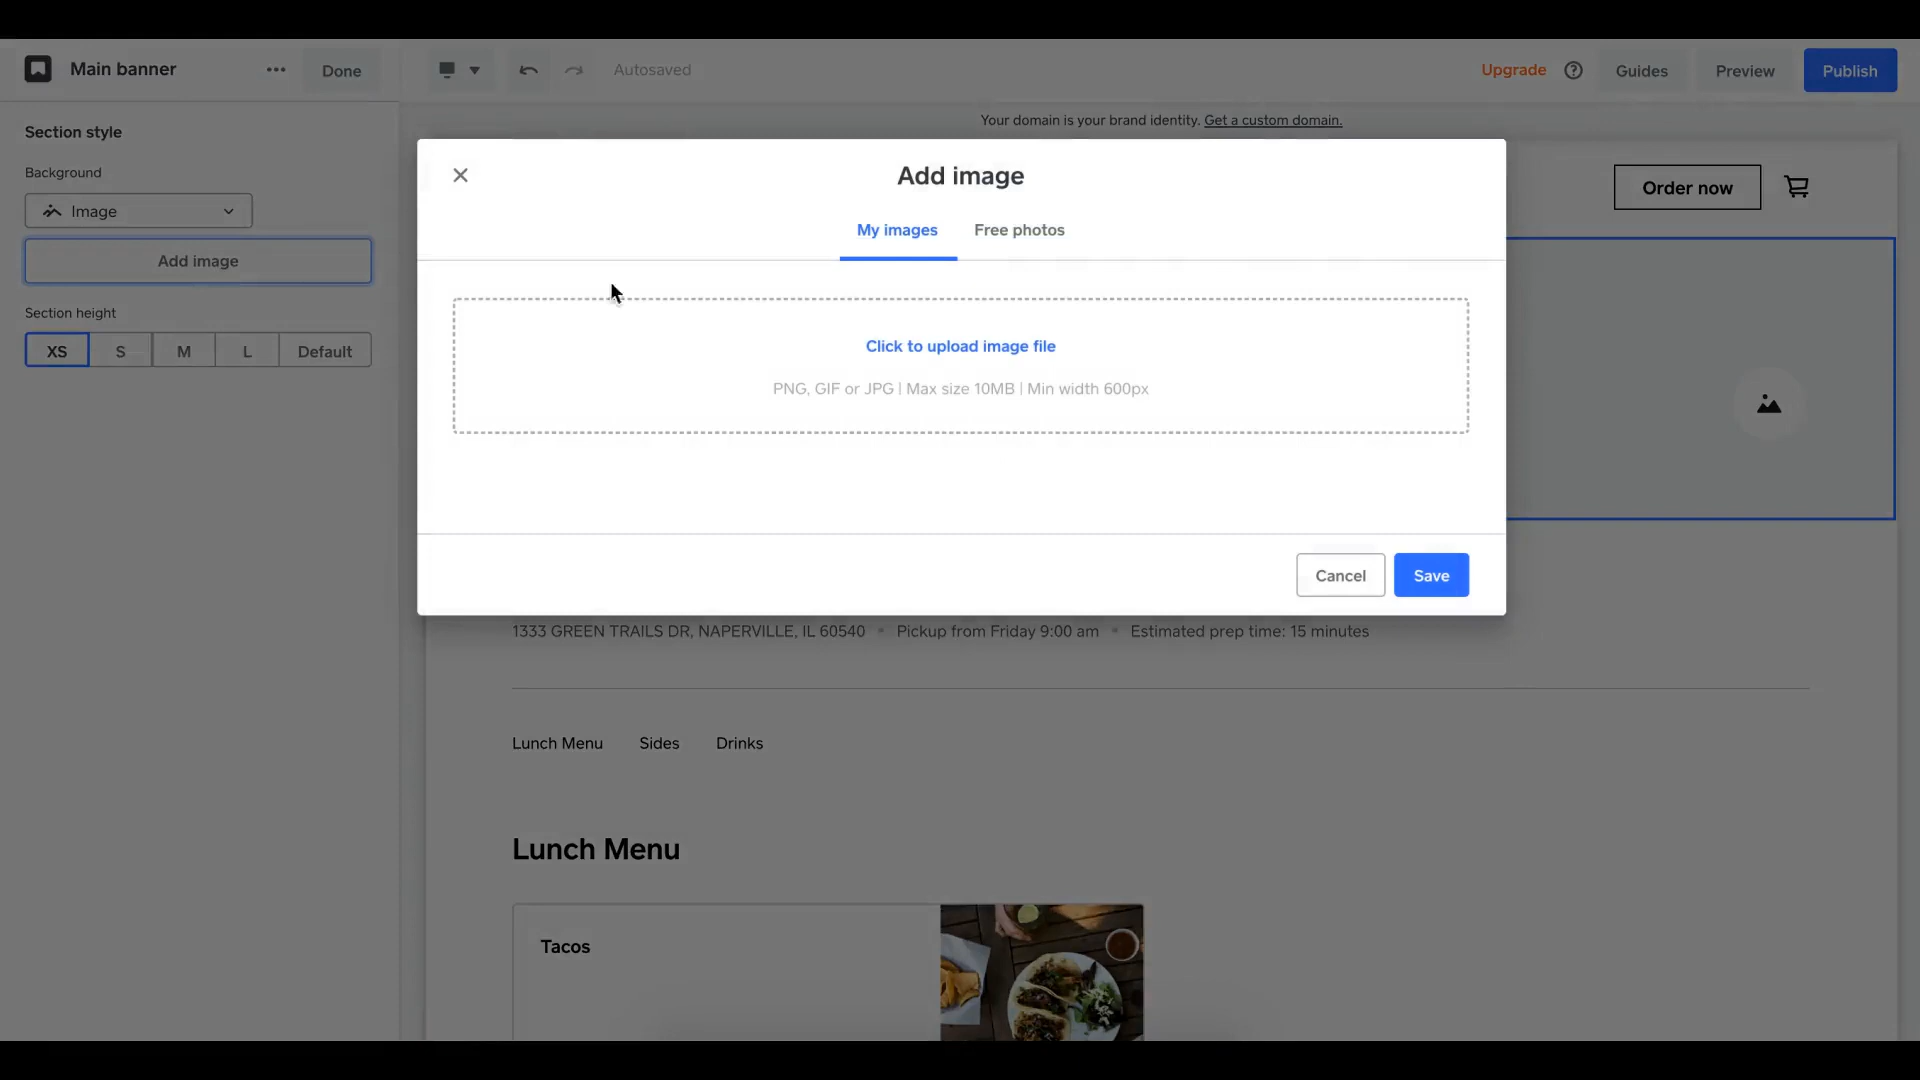 Main banner
Done
Autosaved
Upgrade
Guides
Preview
Publish
Section style
Background
Image
Add image
Section height
XS S M L Default
Your domain is your brand identity. Get a custom domain.
Order now
Add image
My images Free photos
Click to upload image file
PNG, GIF or JPG | Max size 10MB | Min width 600px
Cancel Save
1333 GREEN TRAILS DR, NAPERVILLE, IL 60540 • Pickup from Friday 9:00 am • Estimated prep time: 15 minutes
Lunch Menu Sides Drinks
Lunch Menu
Tacos